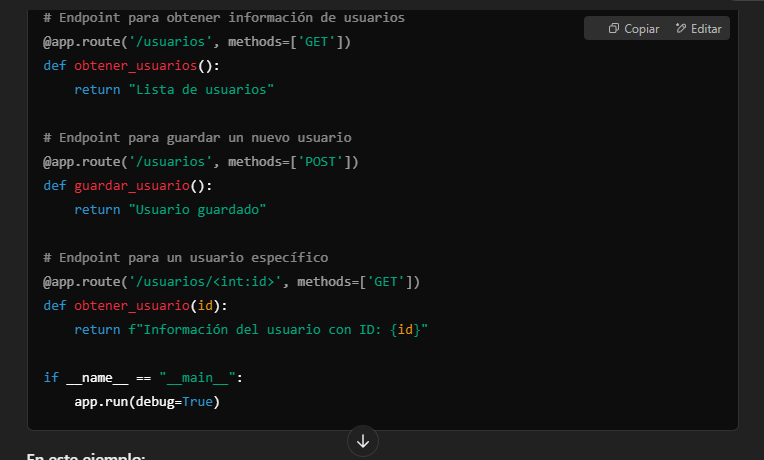 # Endpoint para obtener información de usuarios
Copiar
Editar
@app.route('/usuarios', methods=['GET'])
def obtener_usuarios():
    return "Lista de usuarios"
# Endpoint para guardar un nuevo usuario
@app.route('/usuarios', methods=['POST'])
def guardar_usuario():
    return "Usuario guardado"
# Endpoint para un usuario específico
@app.route('/usuarios/<int:id>', methods=['GET'])
def obtener_usuario(id):
    return f"Información del usuario con ID: {id}"
if __name__ == "__main__":
    app.run(debug=True)
En este ejemplo: